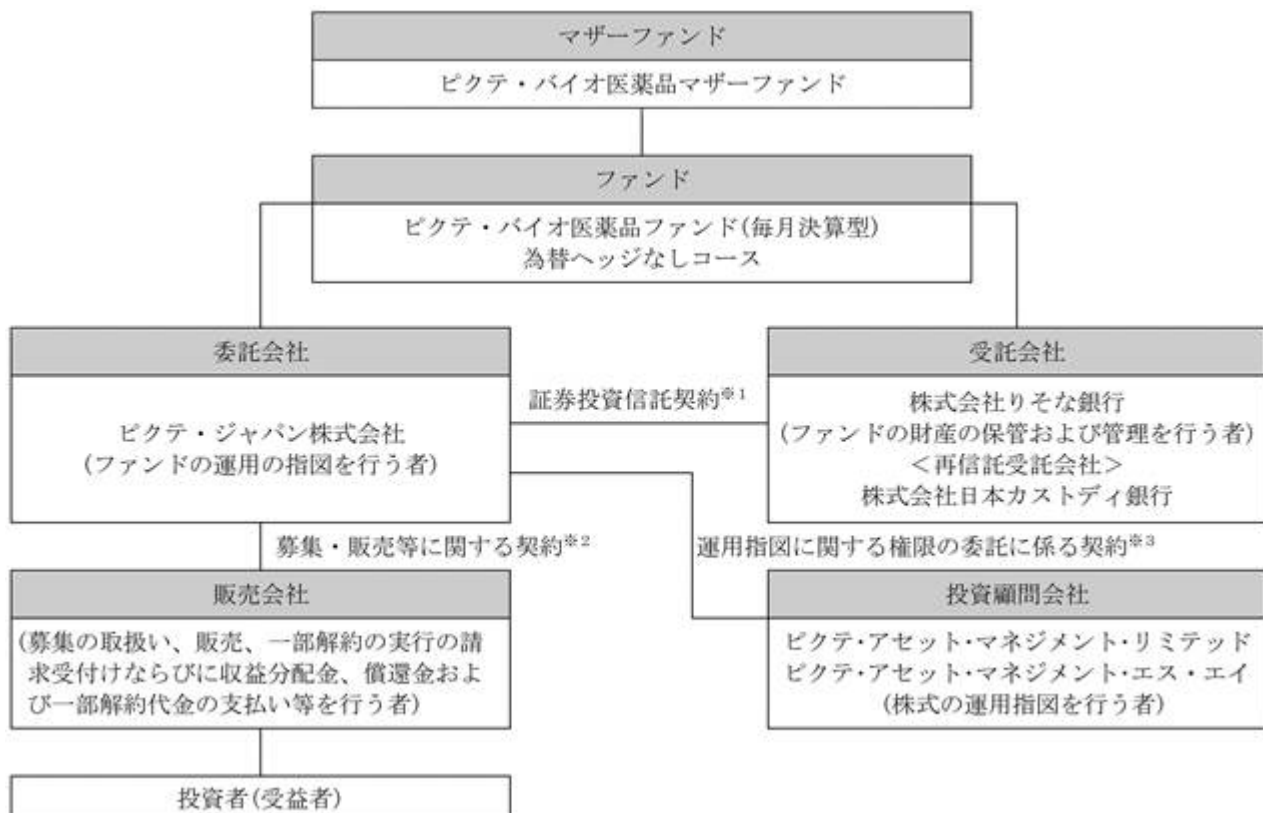 マザーファンド
ピクテ・バイオ医薬品マザーファンド
ファンド
ピクテ・バイオ医薬品ファンド(毎月決算型)
為替ヘッジなしコース
委託会社
ピクテ・ジャパン株式会社
(ファンドの運用の指図を行う者)
証券投資信託契約※1
受託会社
株式会社りそな銀行
(ファンドの財産の保管および管理を行う者)
<再信託受託会社>
株式会社日本カストディ銀行
募集・販売等に関する契約※2
運用指図に関する権限の委託に係る契約※3
販売会社
(募集の取扱い、販売、一部解約の実行の請
求受付けならびに収益分配金、償還金およ
び一部解約代金の支払い等を行う者)
投資顧問会社
ピクテ・アセット・マネジメント・リミテッド
ピクテ・アセット・マネジメント・エス・エイ
(株式の運用指図を行う者)
投資者(受益者)